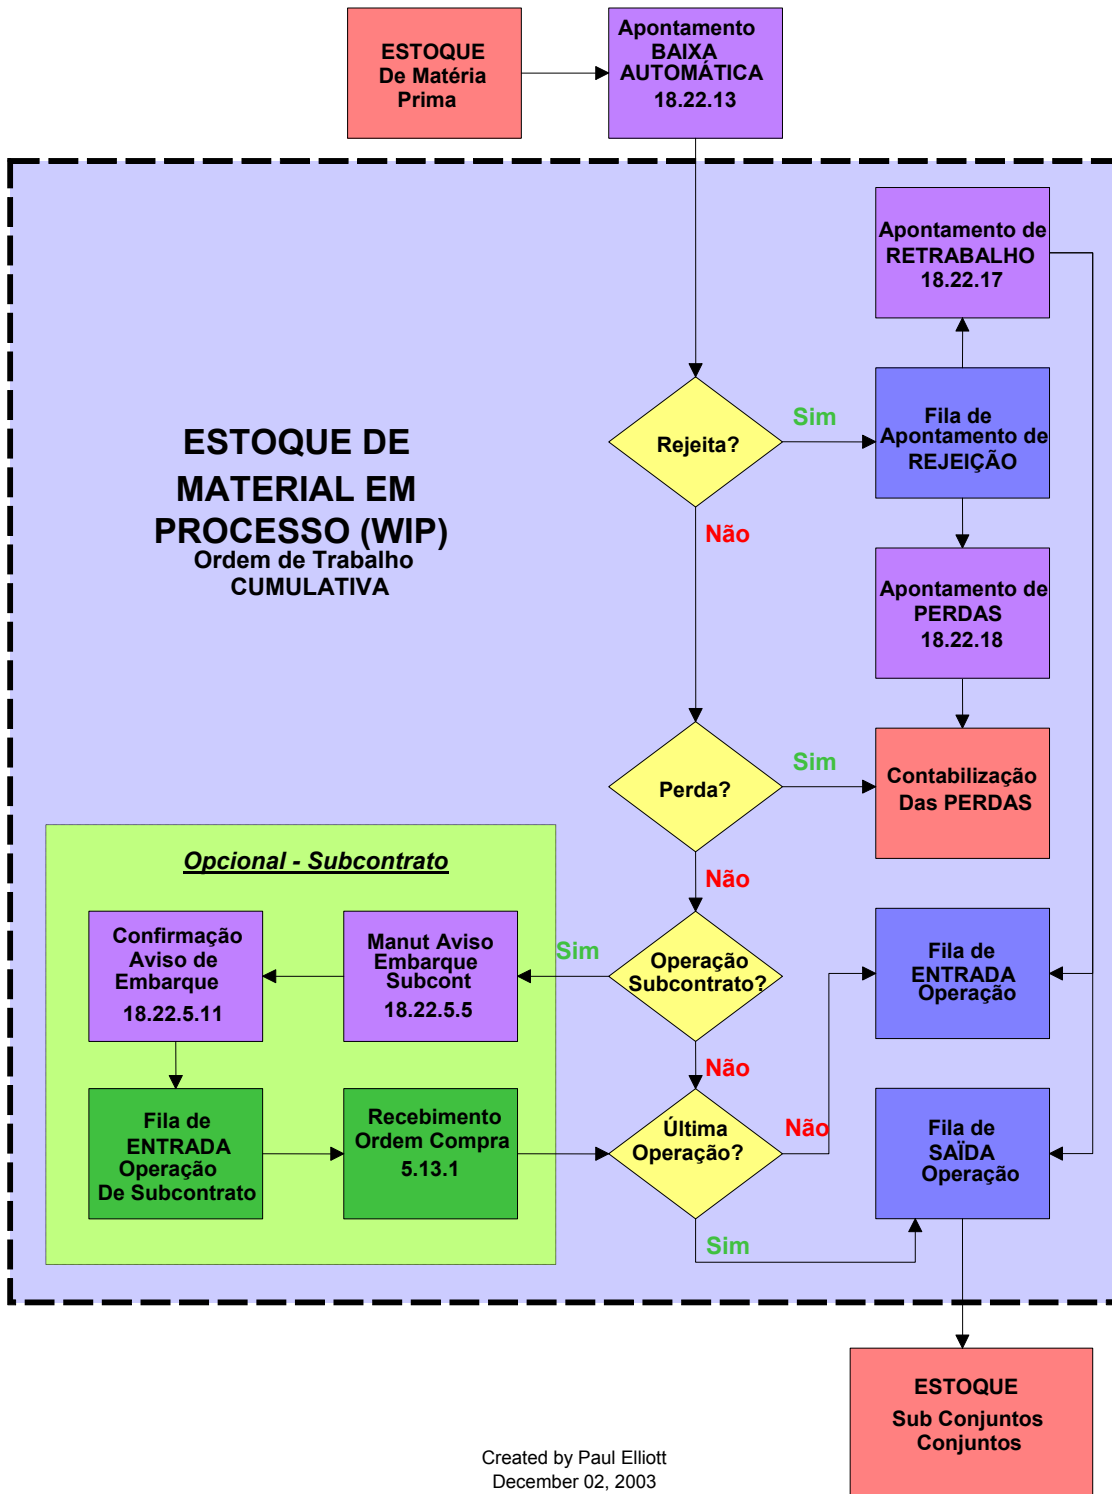 ESTOQUE
De Matéria
Prima
Apontamento
BAIXA
AUTOMÁTICA
18.22.13
Apontamento de
RETRABALHO
18.22.17
Rejeita?
Sim
Não
Fila de
Apontamento de
REJEIÇÃO
ESTOQUE DE
MATERIAL EM
PROCESSO (WIP)
Ordem de Trabalho
CUMULATIVA
Apontamento de
PERDAS
18.22.18
Perda?
Sim
Não
Contabilização
Das PERDAS
Opcional - Subcontrato
Confirmação
Aviso de
Embarque
18.22.5.11
Manut Aviso
Embarque
Subcont
18.22.5.5
Sim
Operação
Subcontrato?
Não
Fila de
ENTRADA
Operação
Fila de
ENTRADA
Operação
De Subcontrato
Recebimento
Ordem Compra
5.13.1
Última
Operação?
Não
Sim
Fila de
SAÏDA
Operação
ESTOQUE
Sub Conjuntos
Conjuntos
Created by Paul Elliott
December 02, 2003